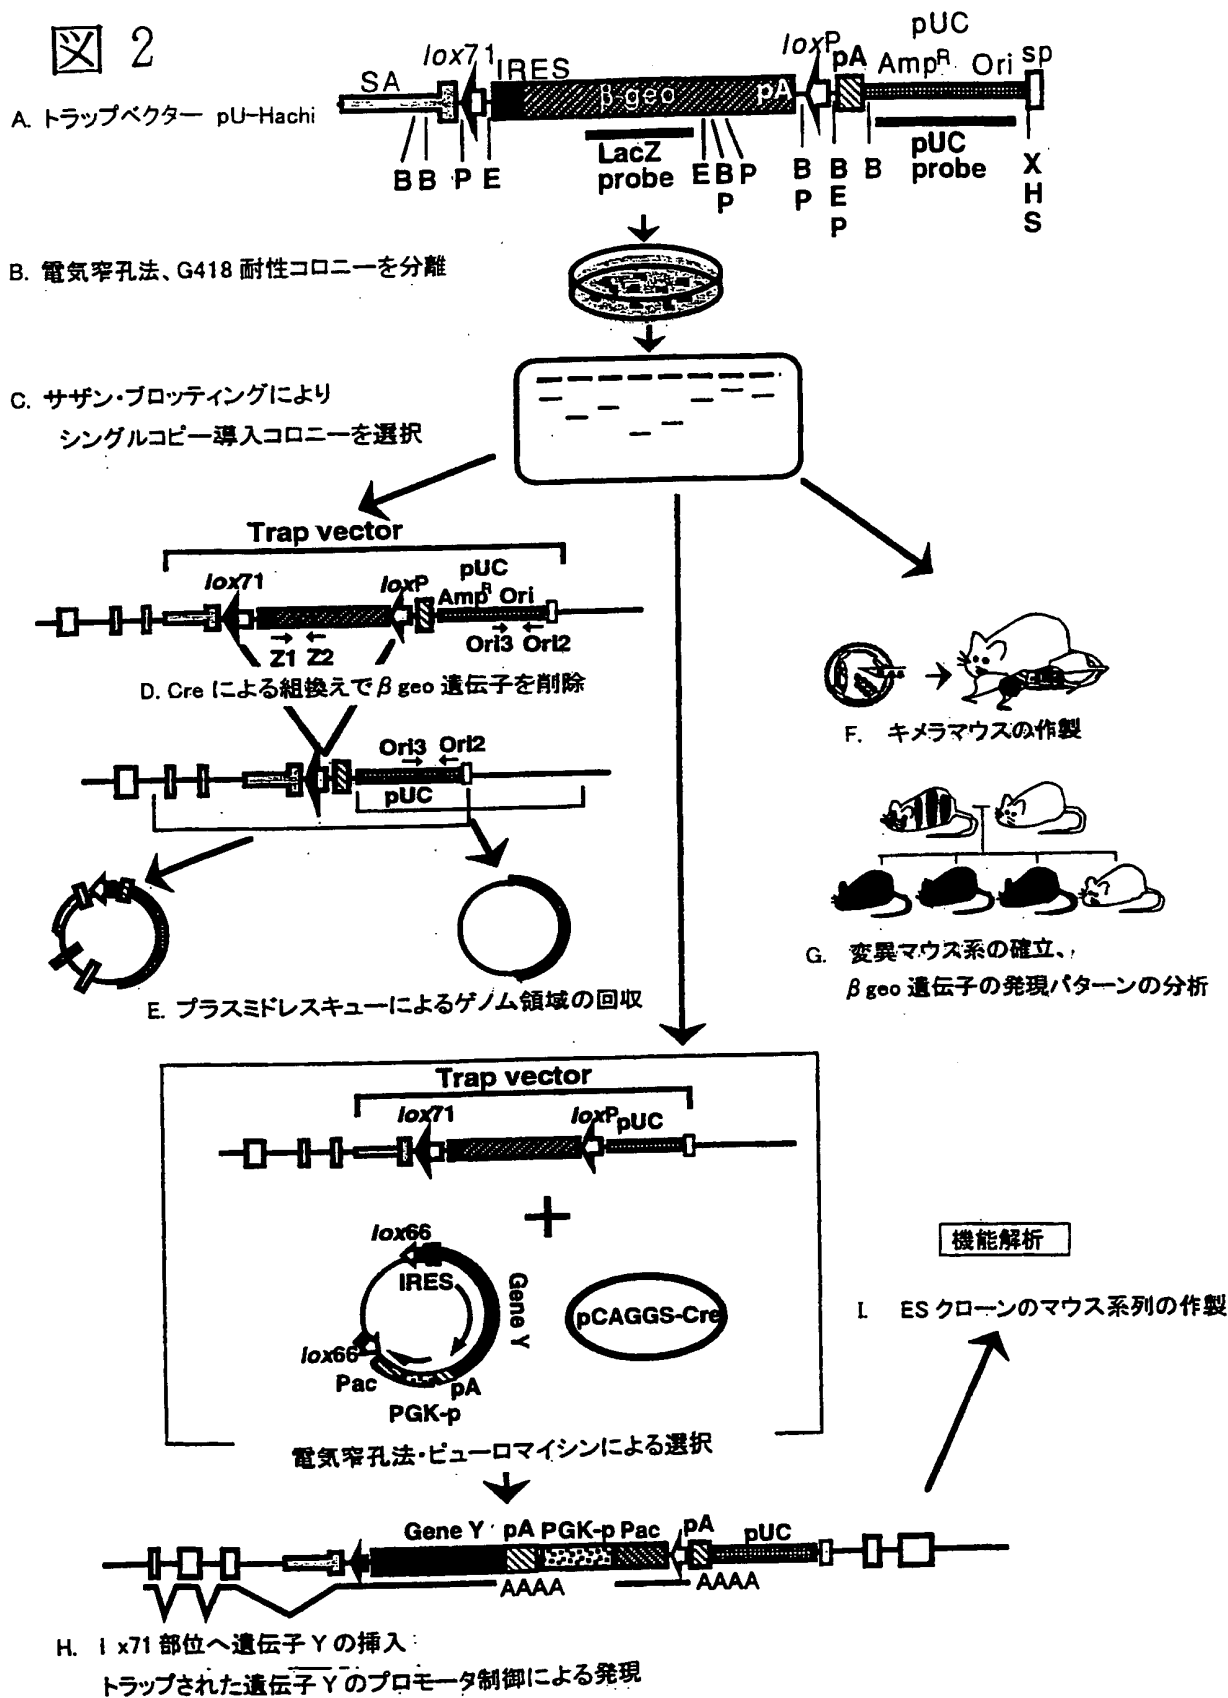 図 2
A. トラップベクター pU-Hachi
SA
lox71
IRES
β-geo
pA
loxP
pA
pUC
Amp^R Ori
sp
B B P E
LacZ
probe
E B P
P
B
P
B
E
P
B
pUC
probe
X
H
S
B. 電気窄孔法、G418 耐性コロニーを分離
C. サザン・ブロッティングにより
シングルコピー導入コロニーを選択
Trap vector
lox71
loxP
pUC
Amp^R Ori
Z1 Z2
Ori3 Ori2
D. Cre による組換えでβgeo 遺伝子を削除
Ori3 Ori2
pUC
E. プラスミドレスキューによるゲノム領域の回収
F. キメラマウスの作製
G. 変異マウス系の確立、
βgeo 遺伝子の発現パターンの分析
Trap vector
lox71
loxP
pUC
+
lox66
IRES
Gene Y
lox66
Pac
pA
PGK-p
pCAGGS-Cre
電気窄孔法・ピューロマイシンによる選択
機能解析
I. ES クローンのマウス系列の作製
Gene Y pA PGK-p Pac pA pUC
AAAA AAAA
H. l x71 部位へ遺伝子 Y の挿入
トラップされた遺伝子 Y のプロモータ制御による発現